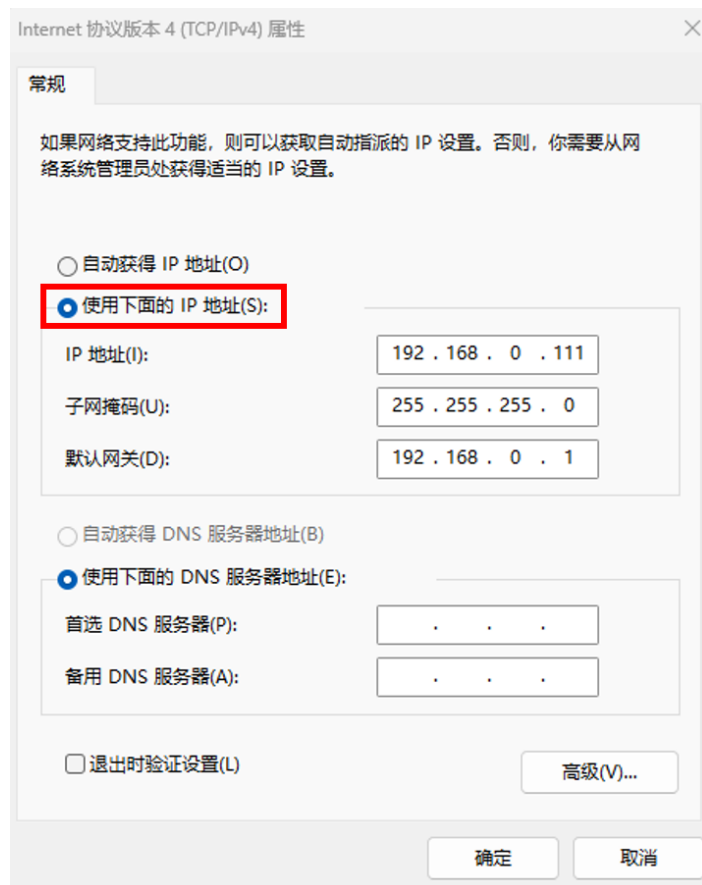 Internet 协议版本 4 (TCP/IPv4) 属性
常规
如果网络支持此功能，则可以获取自动指派的 IP 设置。否则，你需要从网
络系统管理员处获得适当的 IP 设置。
自动获得 IP 地址(O)
使用下面的 IP 地址(S):
IP 地址(I): 192 . 168 . 0 . 111
子网掩码(U): 255 . 255 . 255 . 0
默认网关(D): 192 . 168 . 0 . 1
自动获得 DNS 服务器地址(B)
使用下面的 DNS 服务器地址(E):
首选 DNS 服务器(P): . . .
备用 DNS 服务器(A): . . .
退出时验证设置(L)
高级(V)...
确定 取消